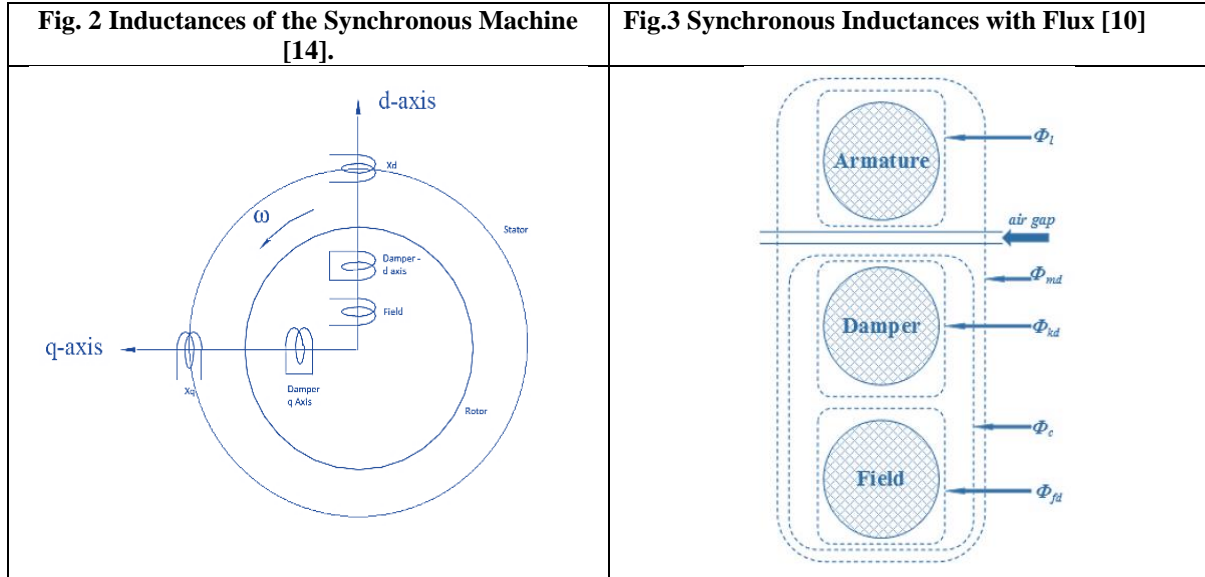 Fig. 2 Inductances of the Synchronous Machine
[14].
Fig.3 Synchronous Inductances with Flux [10]
d-axis
Xd
ω
Stator
Damper -
d axis
Field
q-axis
Xq
Damper
q Axis
Rotor
Armature
Φl
air gap
Φmd
Damper
Φkd
Φc
Field
Φfd